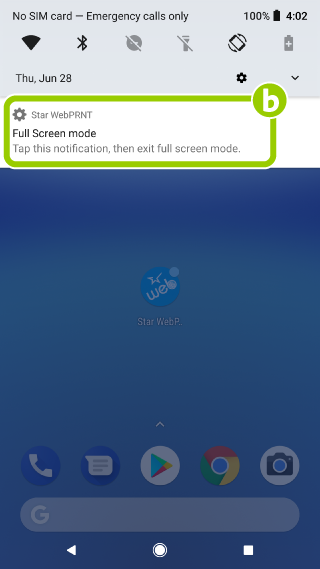 No SIM card — Emergency calls only 100% 4:02
Thu, Jun 28
b
Star WebPRNT
Full Screen mode
Tap this notification, then exit full screen mode.
web
Star WebP..
G